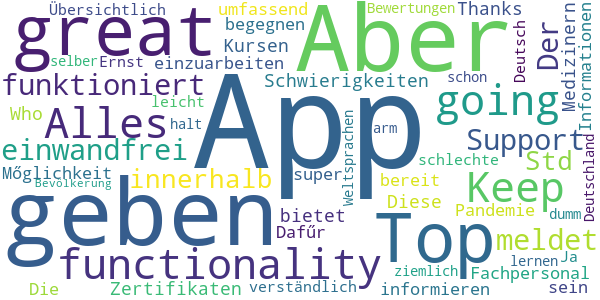 Übersichtlich
umfassend
Bewertungen
Thanks
great
Aber
Der
Deutsch
Medizinern
Informationen
begegnen
Kursen
selber
Ernst
einzuarbeiten
funktioniert
Schwierigkeiten
schon
leicht
App
going
Who
Alles
halt
arm
Weltsprachen
Support
einwandfrei
schlechte
Std
Möglichkeit
innerhalb
super
bereit
Keep
Deutschland
Bevölkerung
geben
Diese
Top
bietet
Pandemie
dumm
Dafür
meldet
functionality
lernen
Ja
ziemlich
Fachpersonal
Die
Zertifikaten
verständlich
informieren
sein